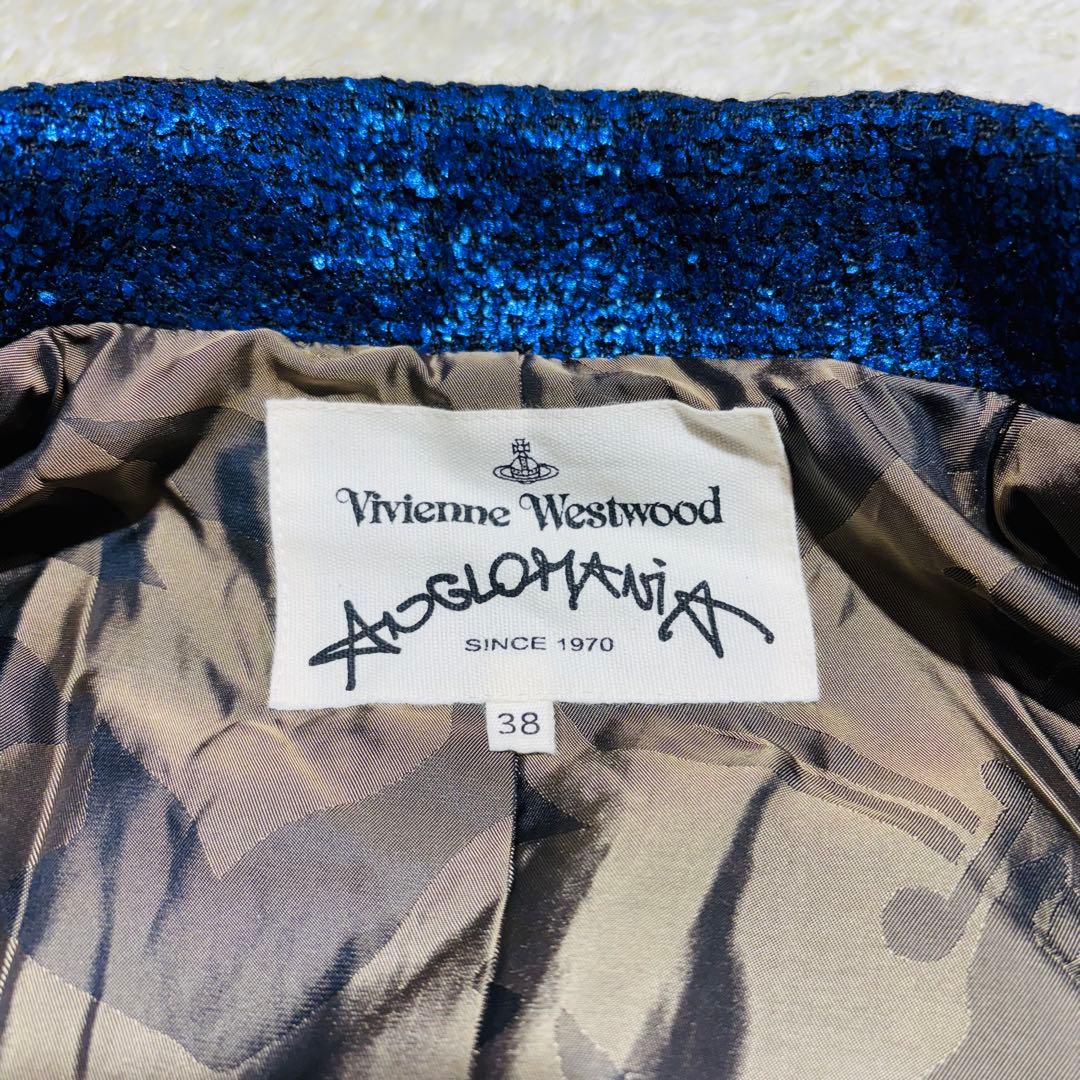 Vivienne Westwood
ANGLOMANiA
SINCE 1970
38